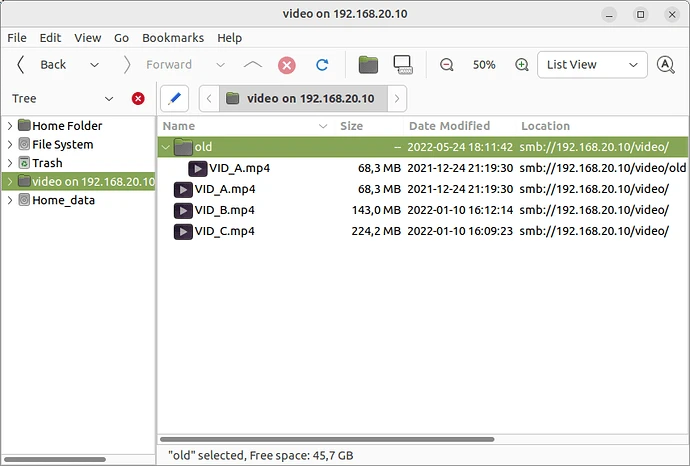 video on 192.168.20.10
File Edit View Go Bookmarks Help
Back Forward 50% List View
Tree video on 192.168.20.10
Home Folder
File System
Trash
video on 192.168.20.10
Home_data
Name Size Date Modified Location
old -- 2022-05-24 18:11:42 smb://192.168.20.10/video/
VID_A.mp4 68,3 MB 2021-12-24 21:19:30 smb://192.168.20.10/video/old
VID_A.mp4 68,3 MB 2021-12-24 21:19:30 smb://192.168.20.10/video/
VID_B.mp4 143,0 MB 2022-01-10 16:12:14 smb://192.168.20.10/video/
VID_C.mp4 224,2 MB 2022-01-10 16:09:23 smb://192.168.20.10/video/
"old" selected, Free space: 45,7 GB